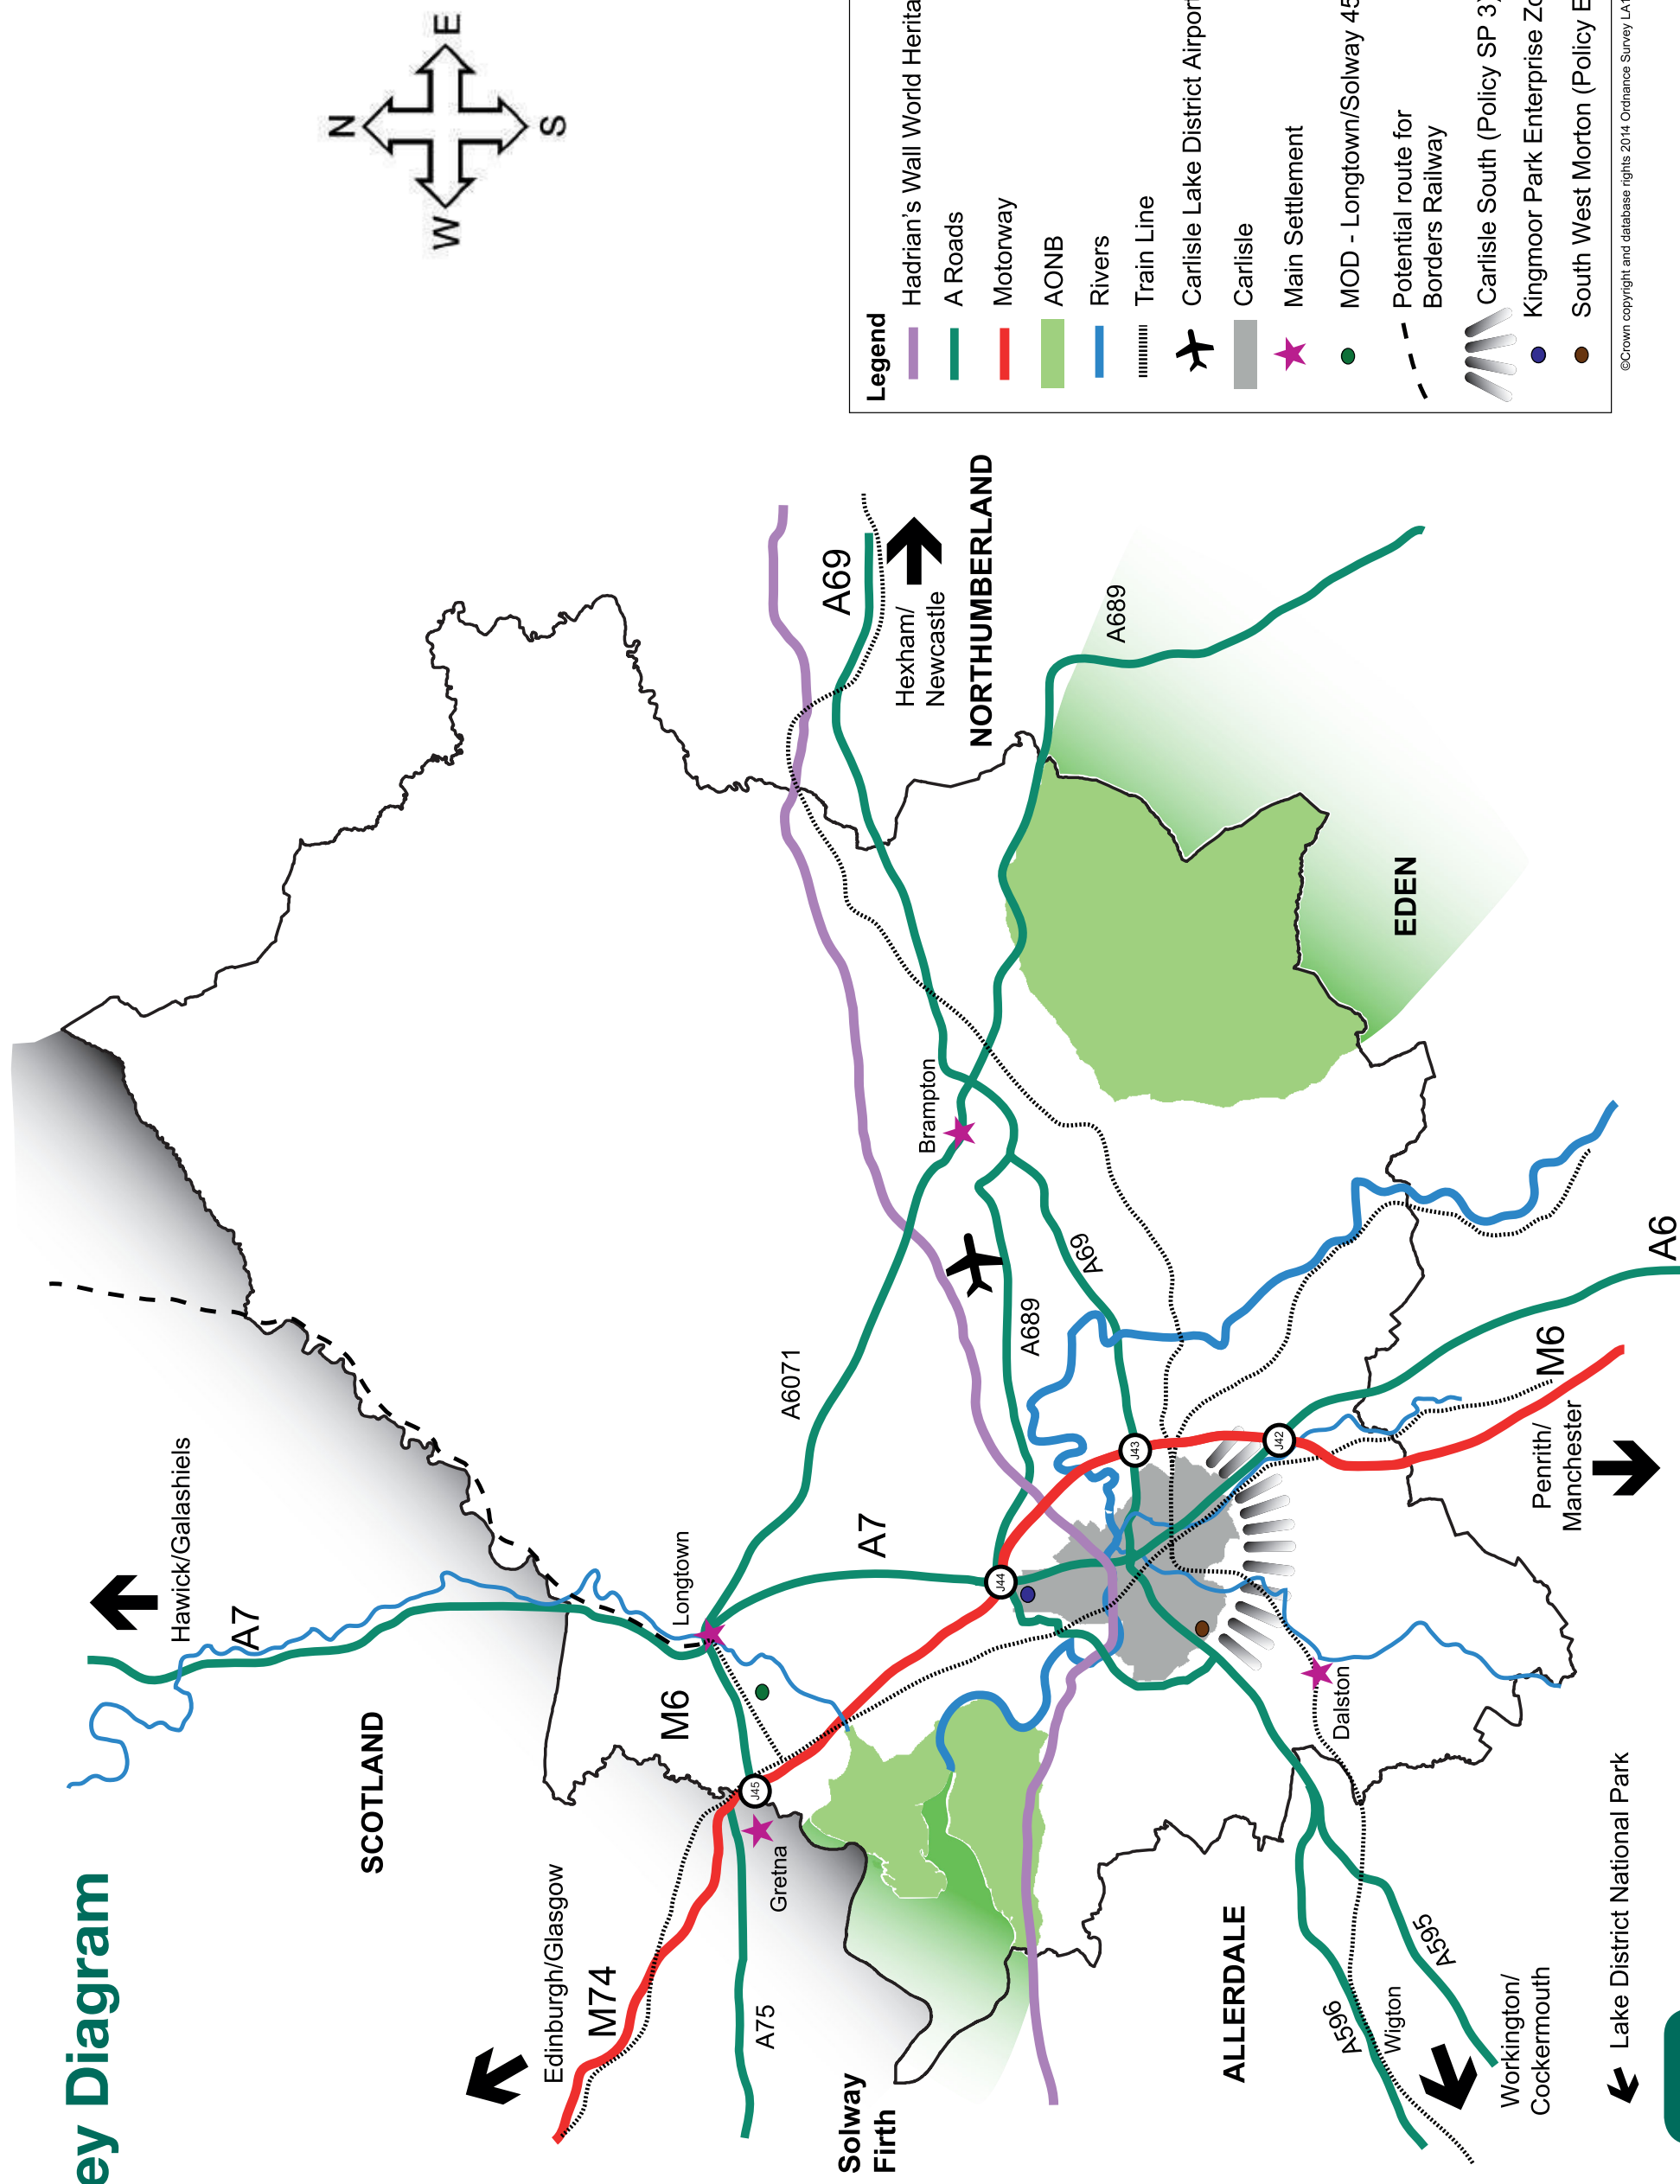 ey Diagram
N
W
E
S
Hawick/Galashiels
A7
SCOTLAND
Edinburgh/Glasgow
M74
A75
Gretna
J45
M6
Longtown
A6071
A7
J44
Solway
Firth
A69
Hexham/
Newcastle
NORTHUMBERLAND
A689
Brampton
A689
A69
J43
J42
EDEN
ALLERDALE
Dalston
A596
Wigton
A595
Workington/
Cockermouth
Penrith/
Manchester
M6
A6
Lake District National Park
Legend
Hadrian's Wall World Herita
A Roads
Motorway
AONB
Rivers
Train Line
Carlisle Lake District Airport
Carlisle
Main Settlement
MOD - Longtown/Solway 45
Potential route for
Borders Railway
Carlisle South (Policy SP 3)
Kingmoor Park Enterprise Zo
South West Morton (Policy E
©Crown copyright and database rights 2014 Ordnance Survey LA1